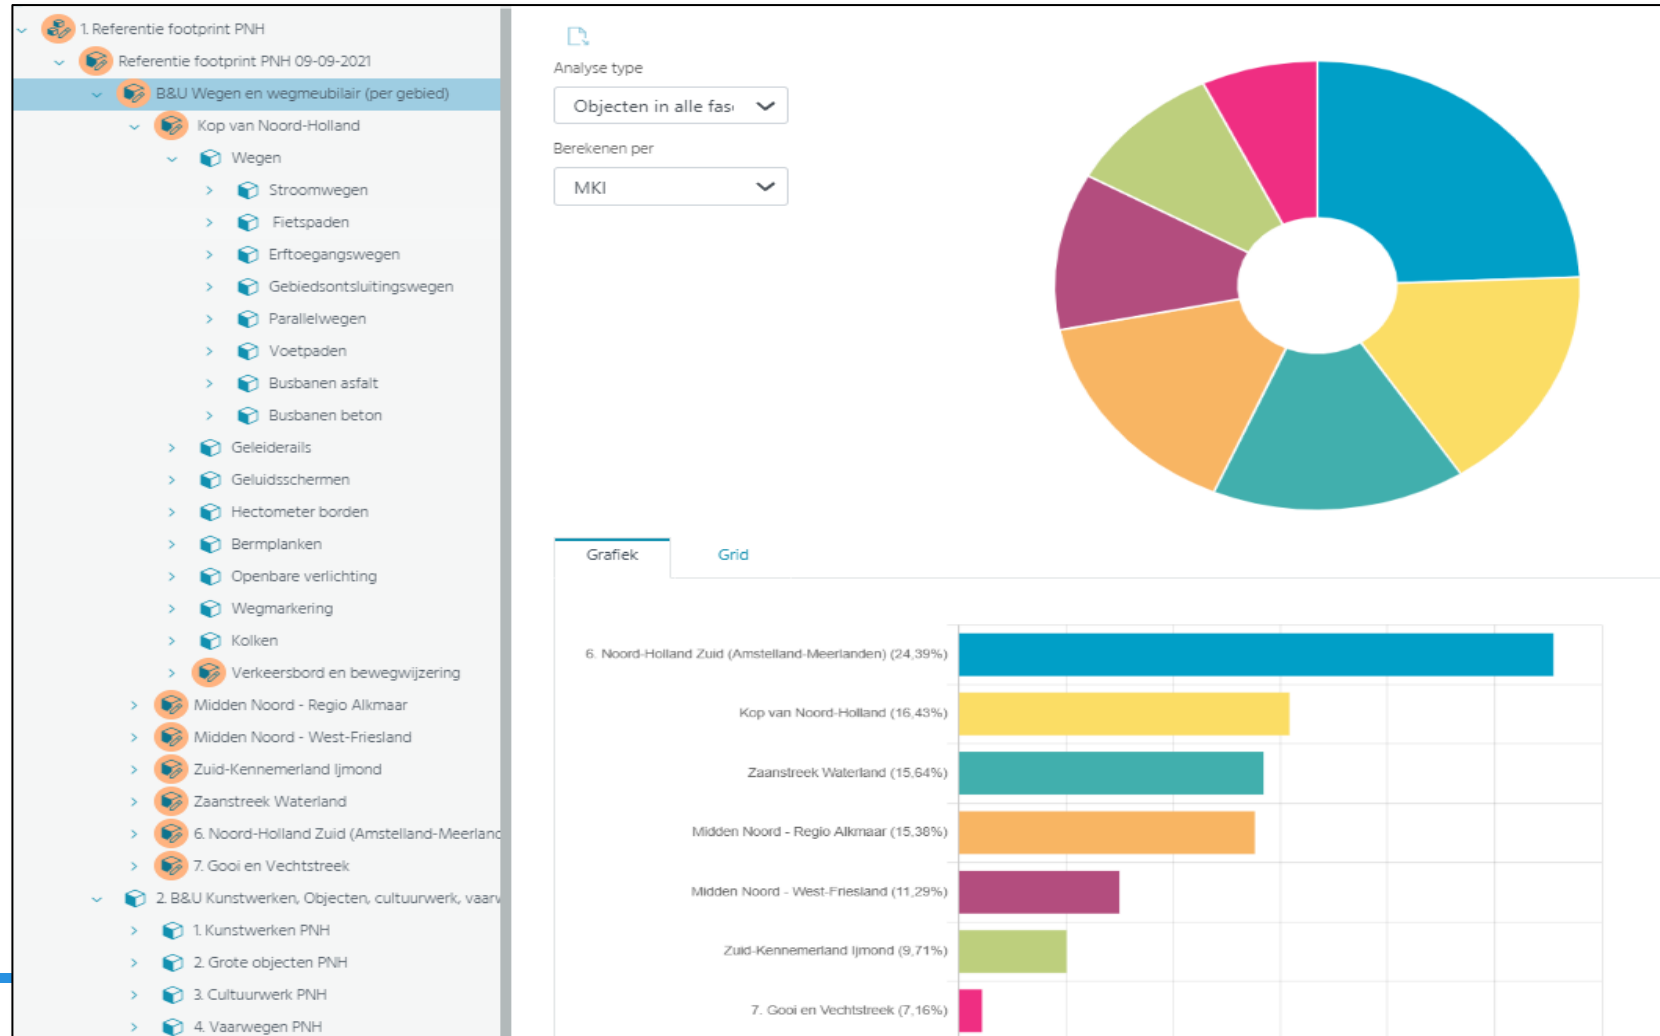 1. Referentie footprint PNH
Referentie footprint PNH 09-09-2021
B&U Wegen en wegmeubilair (per gebied)
Kop van Noord-Holland
Wegen
Stroomwegen
Fietspaden
Erftoegangswegen
Gebiedsontsluitingswegen
Parallelwegen
Voetpaden
Busbanen asfalt
Busbanen beton
Geleiderails
Geluidsschermen
Hectometer borden
Bermplanken
Openbare verlichting
Wegmarkering
Kolken
Verkeersbord en bewegwijzering
Midden Noord - Regio Alkmaar
Midden Noord - West-Friesland
Zuid-Kennemerland Ijmond
Zaanstreek Waterland
6. Noord-Holland Zuid (Amstelland-Meerland
7. Gooi en Vechtstreek
2. B&U Kunstwerken, Objecten, cultuurwerk, vaarw
1. Kunstwerken PNH
2. Grote objecten PNH
3. Cultuurwerk PNH
4. Vaarwegen PNH
Analyse type
Objecten in alle fas
Berekenen per
MKI
Grafiek Grid
6. Noord-Holland Zuid (Amstelland-Meerlanden) (24,39%)
Kop van Noord-Holland (16,43%)
Zaanstreek Waterland (15,64%)
Midden Noord - Regio Alkmaar (15,38%)
Midden Noord - West-Friesland (11,29%)
Zuid-Kennemerland Ijmond (9,71%)
7. Gooi en Vechtstreek (7,16%)